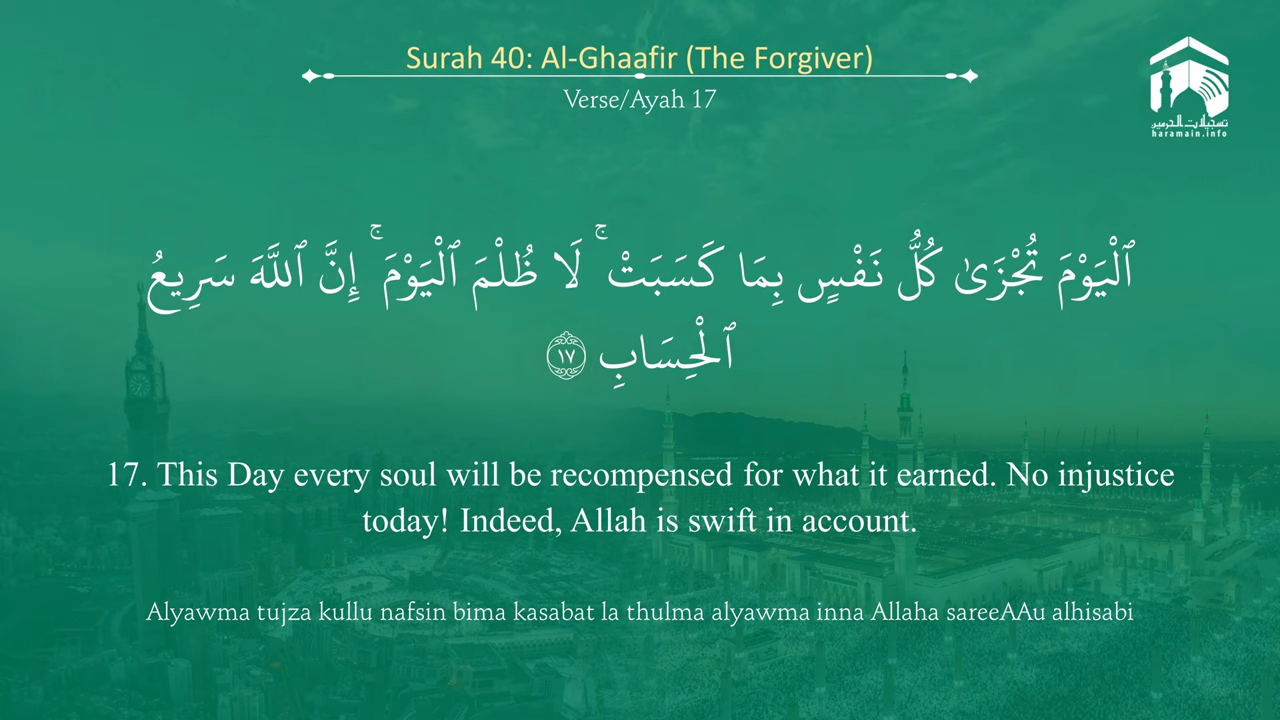 Surah 40: Al-Ghaafir (The Forgiver)
Verse/Ayah 17
تسجيلات الحرمين
haramain.info
ٱلْيَوْمَ تُجْزَىٰ كُلُّ نَفْسٍۭ بِمَا كَسَبَتْ ۚ لَا ظُلْمَ ٱلْيَوْمَ ۚ إِنَّ ٱللَّهَ سَرِيعُ
ٱلْحِسَابِ ١٧
17. This Day every soul will be recompensed for what it earned. No injustice
today! Indeed, Allah is swift in account.
Alyawma tujza kullu nafsin bima kasabat la thulma alyawma inna Allaha sareeAAu alhisabi